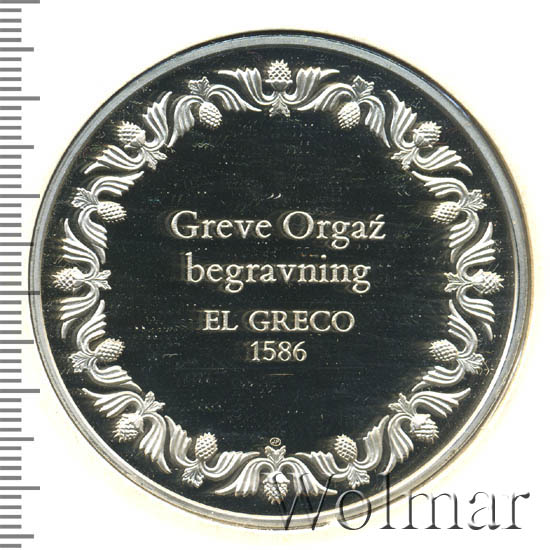 Greve Orgaź
begravning
EL GRECO
1586
Wolmar